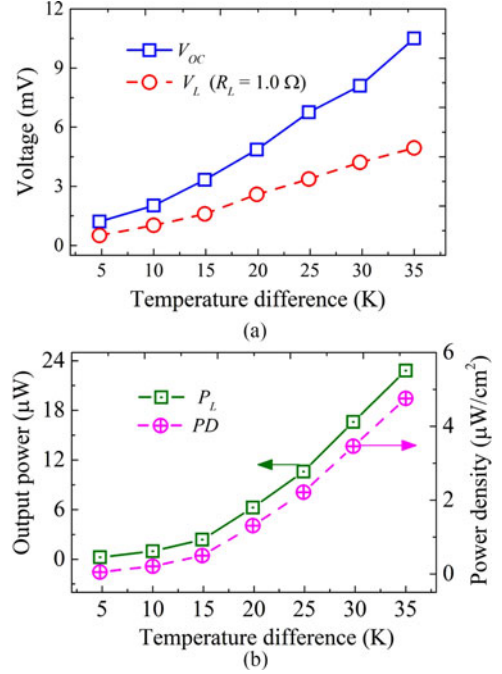 12
9
6
3
0
Voltage (mV)
V_OC
V_L (R_L = 1.0 Ω)
5 10 15 20 25 30 35
Temperature difference (K)
(a)
24
18
12
6
0
Output power (µW)
P_L
PD
6
4
2
0
Power density (µW/cm²)
5 10 15 20 25 30 35
Temperature difference (K)
(b)